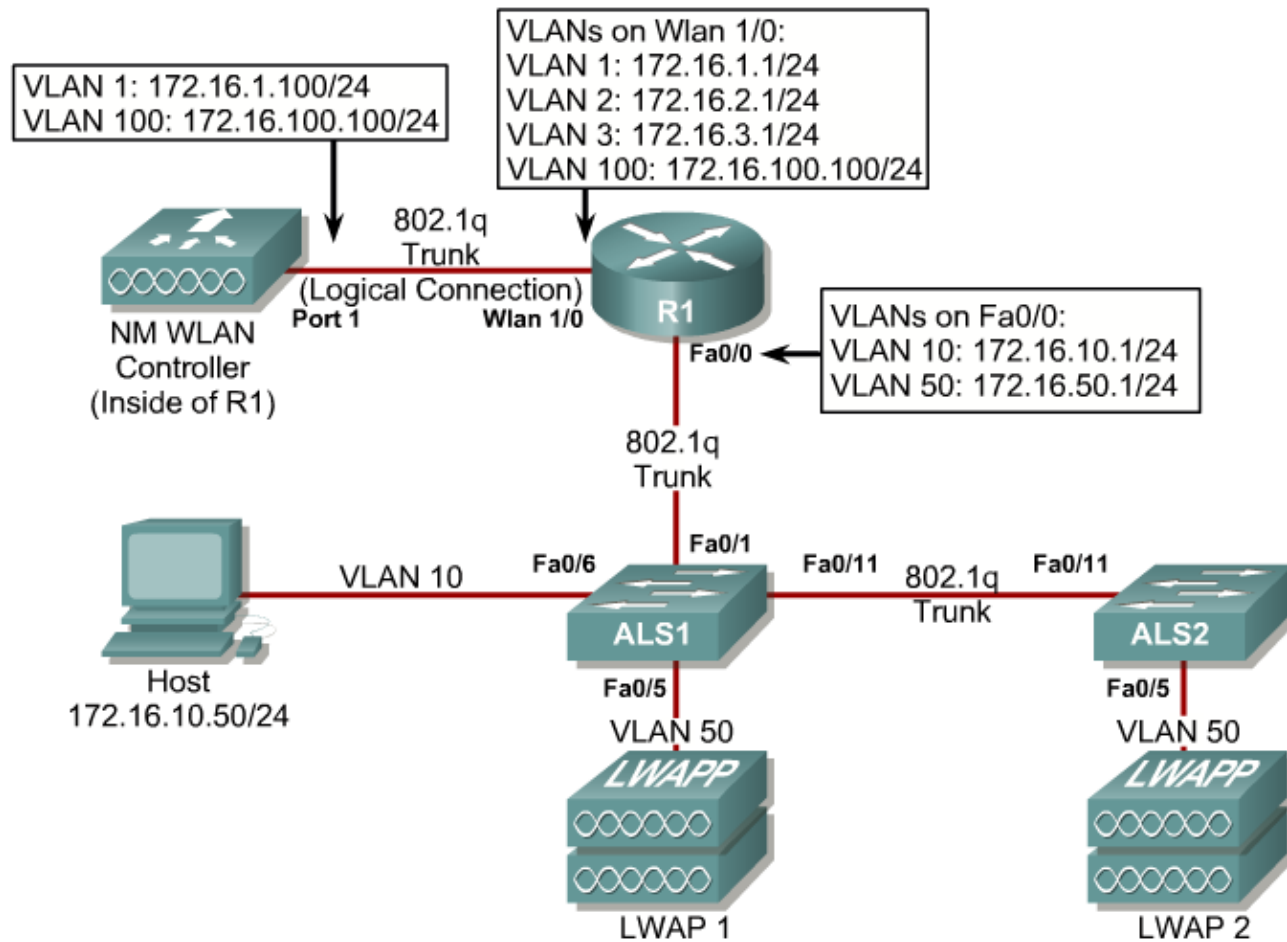 VLANs on Wlan 1/0:
VLAN 1: 172.16.1.1/24
VLAN 2: 172.16.2.1/24
VLAN 3: 172.16.3.1/24
VLAN 100: 172.16.100.100/24
VLAN 1: 172.16.1.100/24
VLAN 100: 172.16.100.100/24
802.1q
Trunk
(Logical Connection)
Port 1
Wlan 1/0
R1
NM WLAN
Controller
(Inside of R1)
Fa0/0
VLANs on Fa0/0:
VLAN 10: 172.16.10.1/24
VLAN 50: 172.16.50.1/24
802.1q
Trunk
Fa0/1
VLAN 10
Fa0/6
Fa0/11
802.1q
Trunk
Fa0/11
ALS1
ALS2
Host
172.16.10.50/24
Fa0/5
VLAN 50
LWAPP
LWAP 1
Fa0/5
VLAN 50
LWAPP
LWAP 2